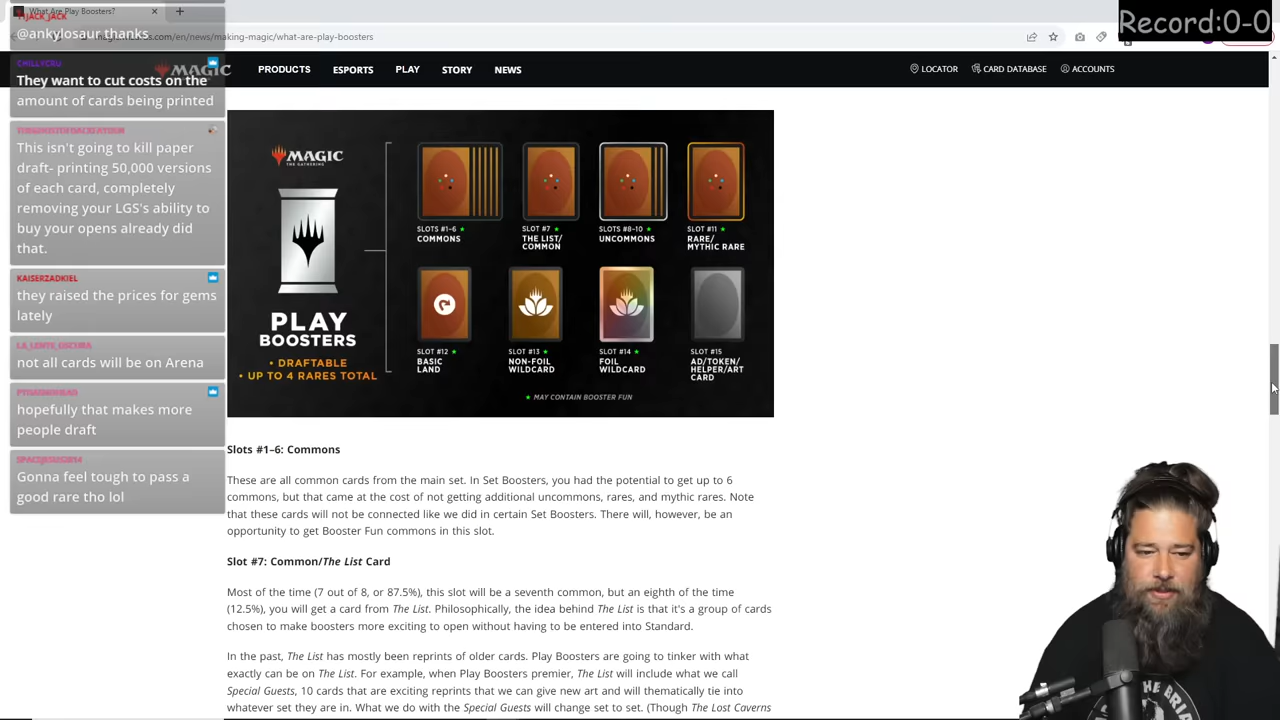 What Are Play Boosters?
Record:0-0
@ankylosaur thanks
/en/news/making-magic/what-are-play-boosters
CHILLYCRU
They want to cut costs on the
amount of cards being printed
MAGIC
PRODUCTS
ESPORTS
PLAY
STORY
NEWS
LOCATOR
CARD DATABASE
ACCOUNTS
This isn't going to kill paper
draft- printing 50,000 versions
of each card, completely
removing your LGS's ability to
buy your opens already did
that.
KAISERZADKIEL
they raised the prices for gems
lately
not all cards will be on Arena
hopefully that makes more
people draft
Gonna feel tough to pass a
good rare tho lol
MAGIC
THE GATHERING
PLAY
BOOSTERS
• DRAFTABLE
• UP TO 4 RARES TOTAL
SLOTS #1-6
COMMONS
SLOT #7
THE LIST/
COMMON
SLOTS #8-10
UNCOMMONS
SLOT #11
RARE/
MYTHIC RARE
SLOT #12
BASIC
LAND
SLOT #13
NON-FOIL
WILDCARD
SLOT #14
FOIL
WILDCARD
SLOT #15
AD/TOKEN/
HELPER/ART
CARD
MAY CONTAIN BOOSTER FUN
Slots #1–6: Commons
These are all common cards from the main set. In Set Boosters, you had the potential to get up to 6
commons, but that came at the cost of not getting additional uncommons, rares, and mythic rares. Note
that these cards will not be connected like we did in certain Set Boosters. There will, however, be an
opportunity to get Booster Fun commons in this slot.
Slot #7: Common/The List Card
Most of the time (7 out of 8, or 87.5%), this slot will be a seventh common, but an eighth of the time
(12.5%), you will get a card from The List. Philosophically, the idea behind The List is that it's a group of cards
chosen to make boosters more exciting to open without having to be entered into Standard.
In the past, The List has mostly been reprints of older cards. Play Boosters are going to tinker with what
exactly can be on The List. For example, when Play Boosters premier, The List will include what we call
Special Guests, 10 cards that are exciting reprints that we can give new art and will thematically tie into
whatever set they are in. What we do with the Special Guests will change set to set. (Though The Lost Caverns
THE BRI